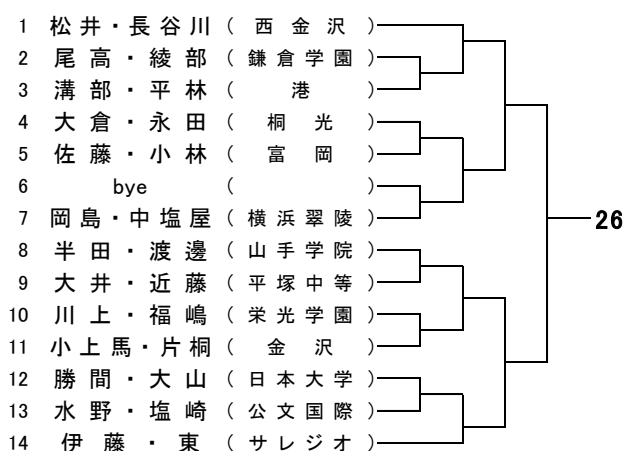 1 松井・長谷川 ( 西金沢 )
2 尾高・綾部 ( 鎌倉学園 )
3 溝部・平林 ( 港 )
4 大倉・永田 ( 桐光 )
5 佐藤・小林 ( 富岡 )
6 bye ( )
7 岡島・中塩屋 ( 横浜翠陵 )
26
8 半田・渡邊 ( 山手学院 )
9 大井・近藤 ( 平塚中等 )
10 川上・福嶋 ( 栄光学園 )
11 小上馬・片桐 ( 金沢 )
12 勝間・大山 ( 日本大学 )
13 水野・塩崎 ( 公文国際 )
14 伊藤・東 ( サレジオ )